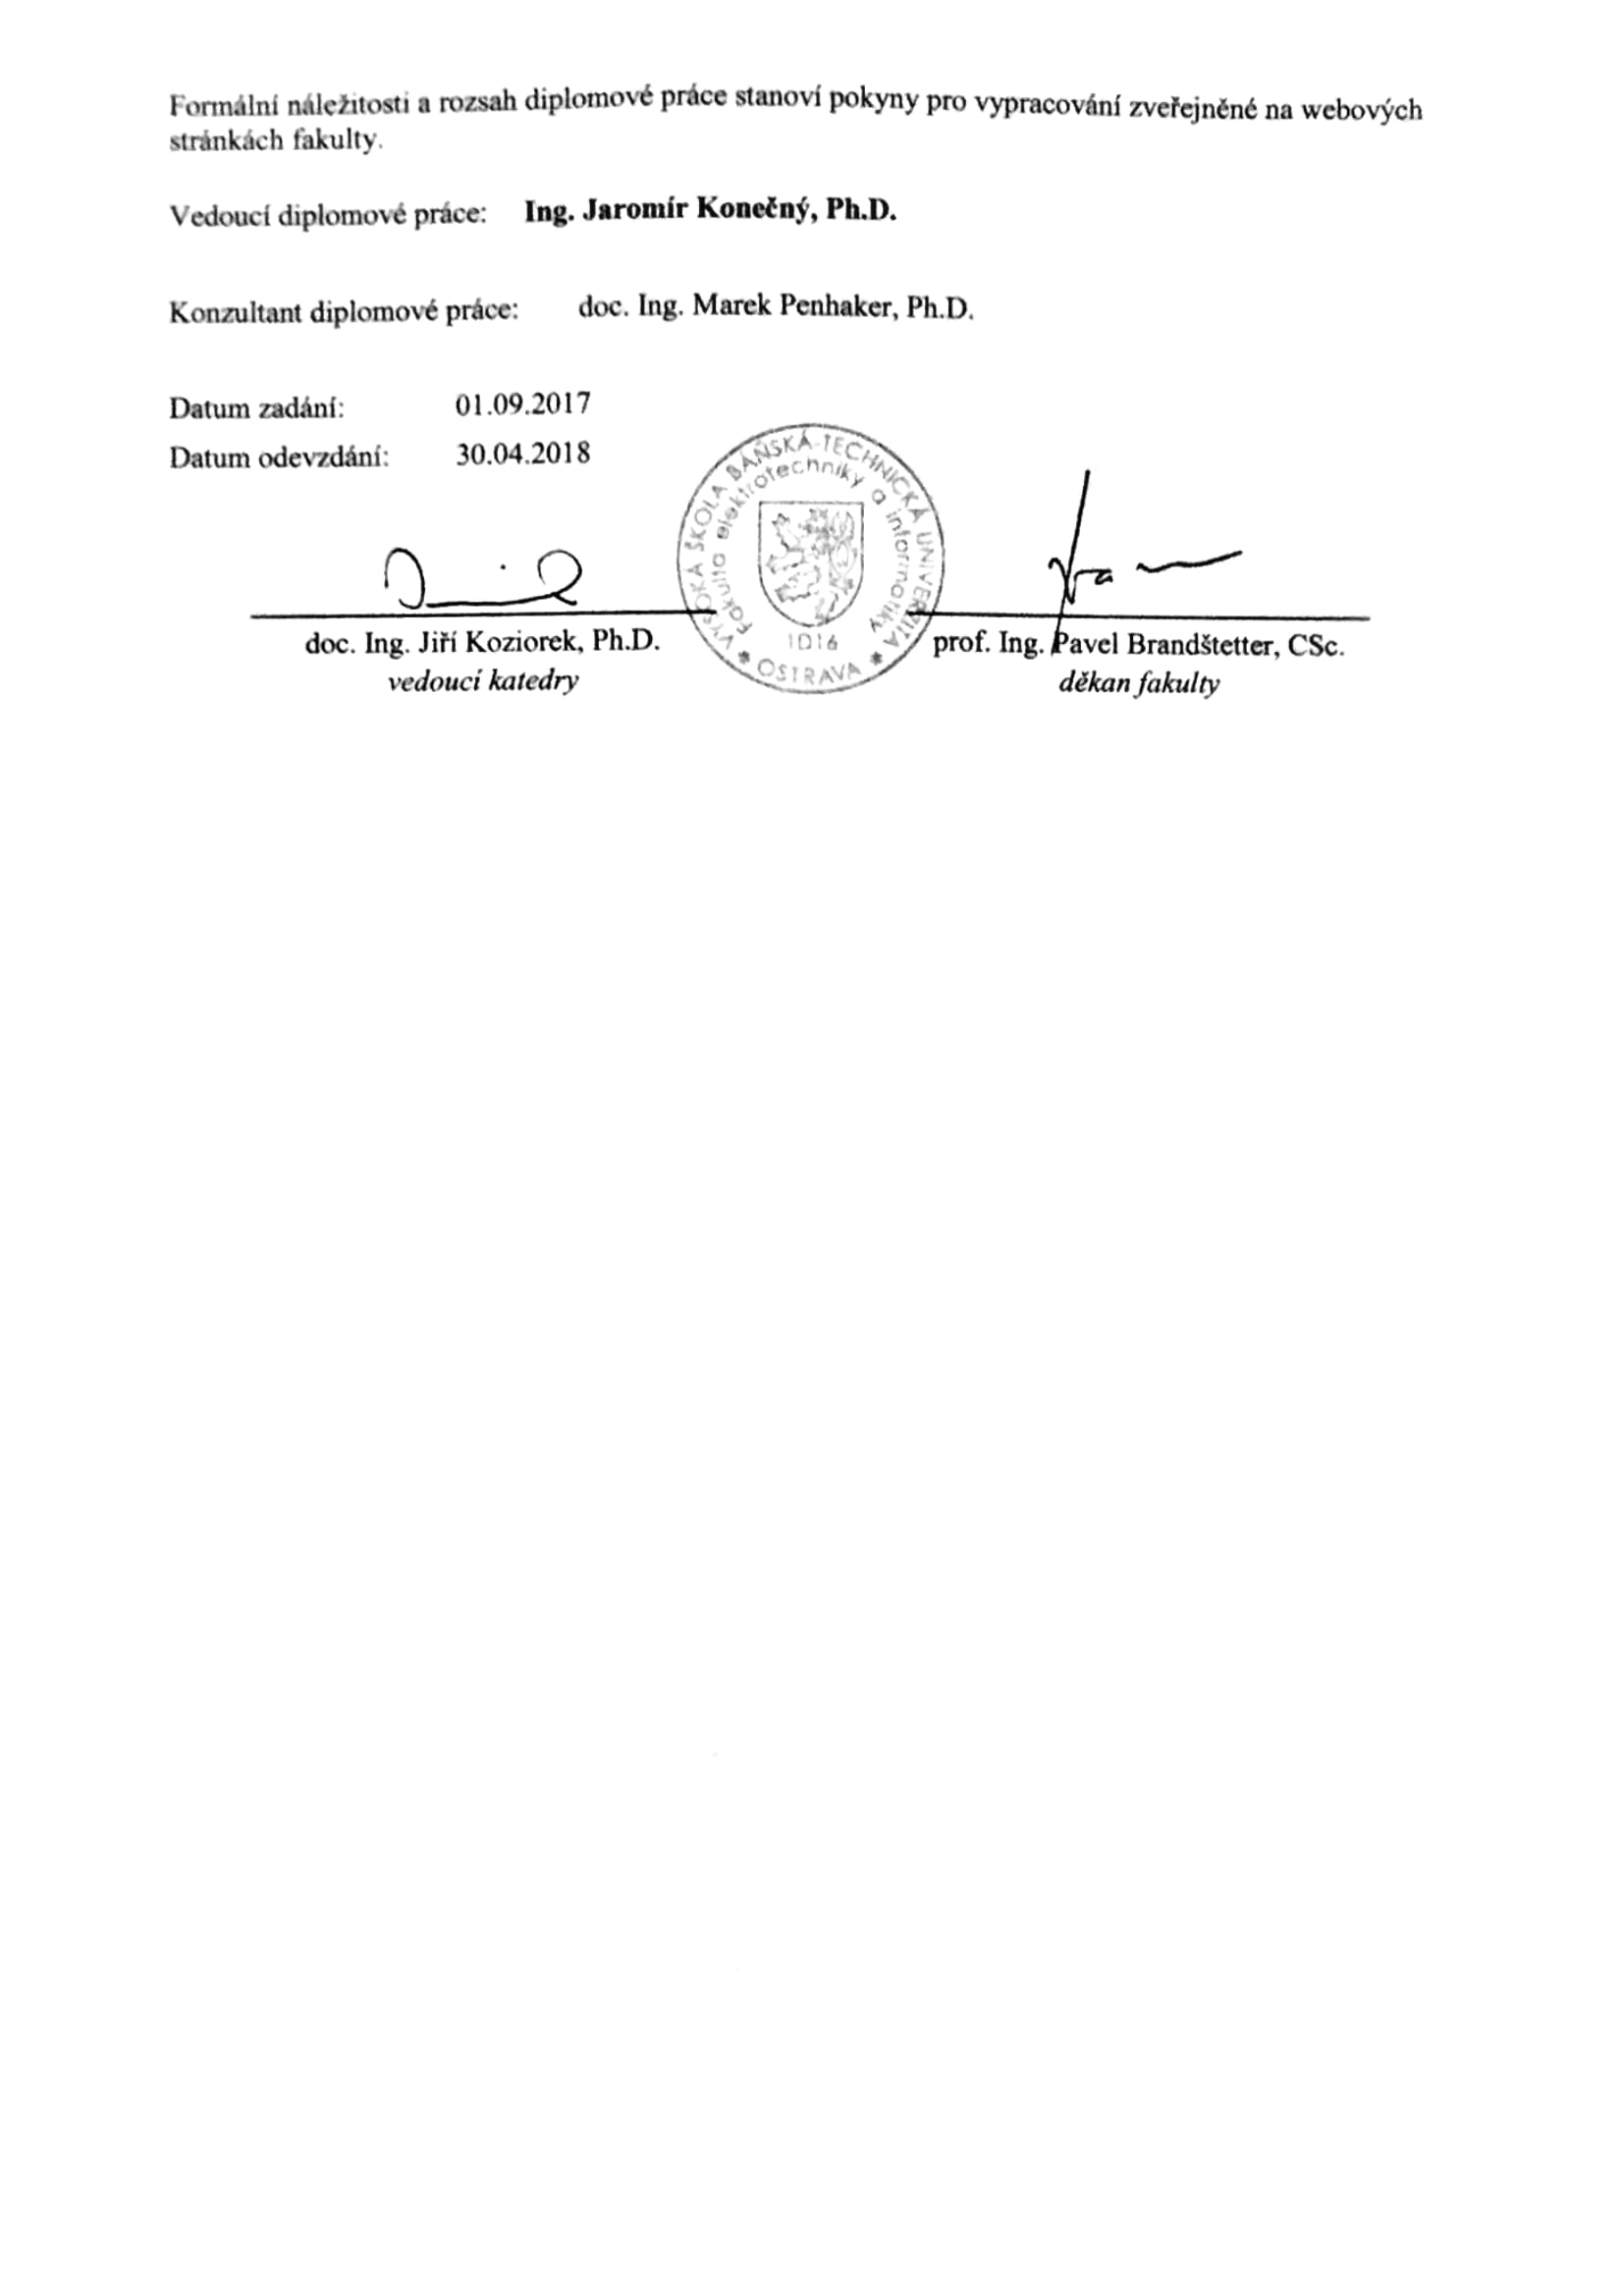 Formální náležitosti a rozsah diplomové práce stanoví pokyny pro vypracování zveřejněné na webových
stránkách fakulty.
Vedoucí diplomové práce: Ing. Jaromír Konečný, Ph.D.
Konzultant diplomové práce: doc. Ing. Marek Penhaker, Ph.D.
Datum zadání: 01.09.2017
Datum odevzdání: 30.04.2018
VYSOKÁ ŠKOLA BÁŇSKÁ-TECHNICKÁ UNIVERZITA
Fakulta elektrotechniky a informatiky
1016
* OSTRAVA *
doc. Ing. Jiří Koziorek, Ph.D.
vedoucí katedry
prof. Ing. Pavel Brandštetter, CSc.
děkan fakulty